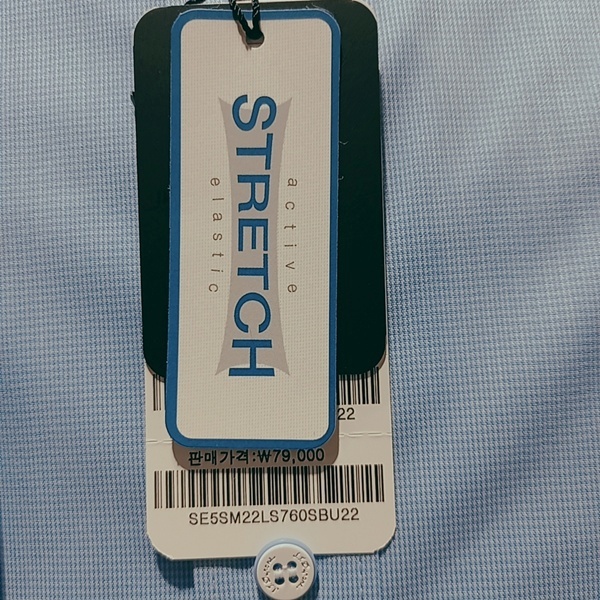 active
STRETCH
elastic
22
판매가격:₩79,000
SE5SM22LS760SBU22